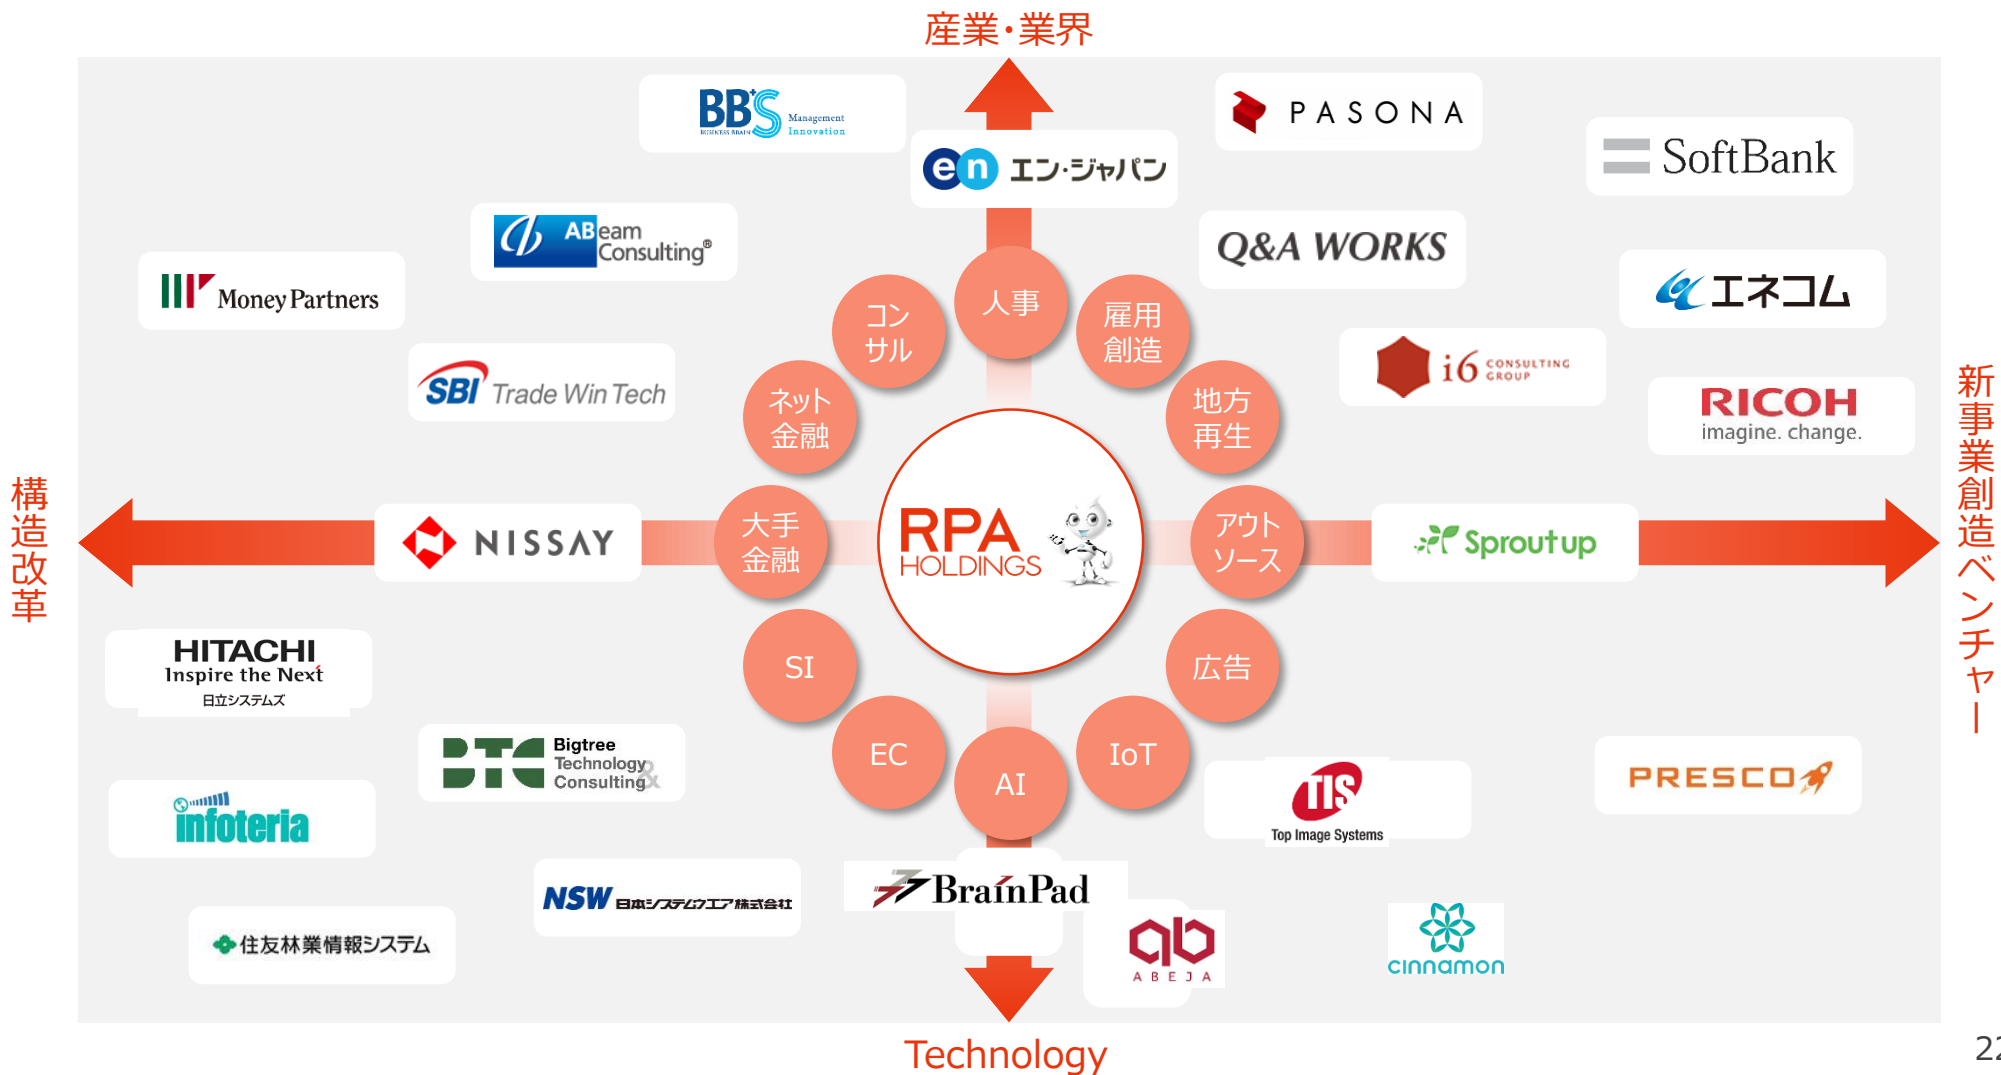 産業・業界
BBS
BUSINESS BRAIN
Management
Innovation
PASONA
en エン・ジャパン
SoftBank
ABeam
Consulting®
Q&A WORKS
Money Partners
エネコム
人事
コン
サル
雇用
創造
i6 CONSULTING
GROUP
SBI Trade Win Tech
ネット
金融
地方
再生
RICOH
imagine. change.
構造改革
新事業創造ベンチャー
NISSAY
大手
金融
RPA
HOLDINGS
アウト
ソース
Sproutup
HITACHI
Inspire the Next
日立システムズ
SI
広告
BTC
Bigtree
Technology
Consulting
&
EC
IoT
AI
PRESCO
infoteria
TIS
Top Image Systems
NSW 日本システムウエア株式会社
BrainPad
住友林業情報システム
ab
ABEJA
cinnamon
Technology
22